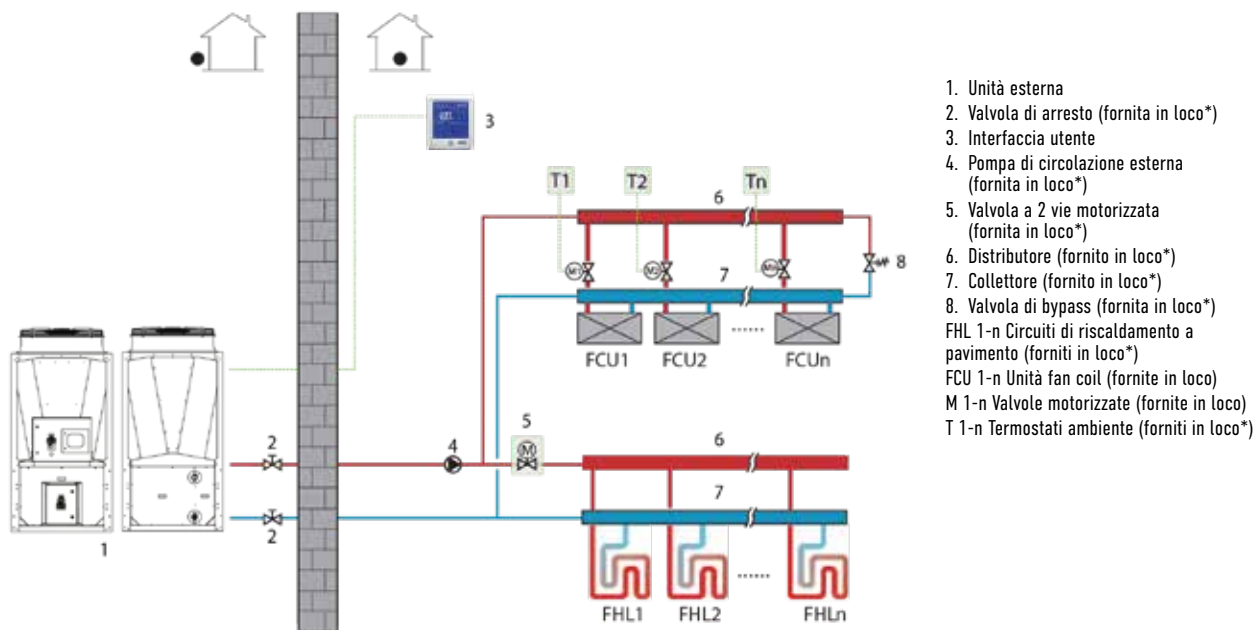 3
T1
T2
Tn
6
M1
M2
8
7
FCU1
FCU2
......
FCUn
5
M
2
4
6
7
2
1
......
FHL1
FHL2
FHLn
1. Unità esterna
2. Valvola di arresto (fornita in loco*)
3. Interfaccia utente
4. Pompa di circolazione esterna
(fornita in loco*)
5. Valvola a 2 vie motorizzata
(fornita in loco*)
6. Distributore (fornito in loco*)
7. Collettore (fornito in loco*)
8. Valvola di bypass (fornita in loco*)
FHL 1-n Circuiti di riscaldamento a
pavimento (forniti in loco*)
FCU 1-n Unità fan coil (fornite in loco)
M 1-n Valvole motorizzate (fornite in loco)
T 1-n Termostati ambiente (forniti in loco*)